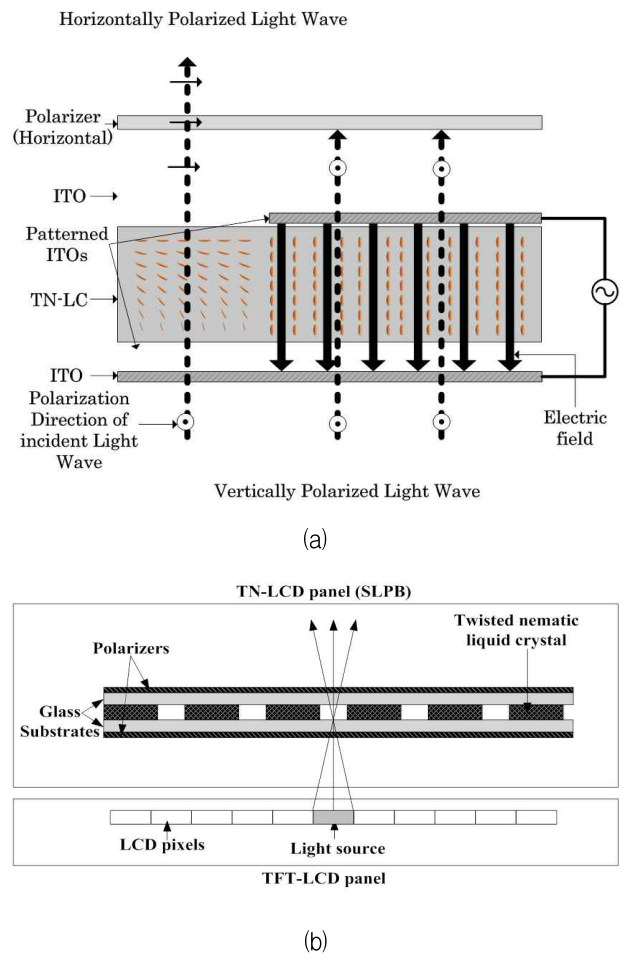 Horizontally Polarized Light Wave
Polarizer
(Horizontal)
ITO
Patterned
ITOs
TN-LC
ITO
Polarization
Direction of
incident Light
Wave
Electric
field
Vertically Polarized Light Wave
(a)
TN-LCD panel (SLPB)
Twisted nematic
liquid crystal
Polarizers
Glass
Substrates
LCD pixels
Light source
TFT-LCD panel
(b)